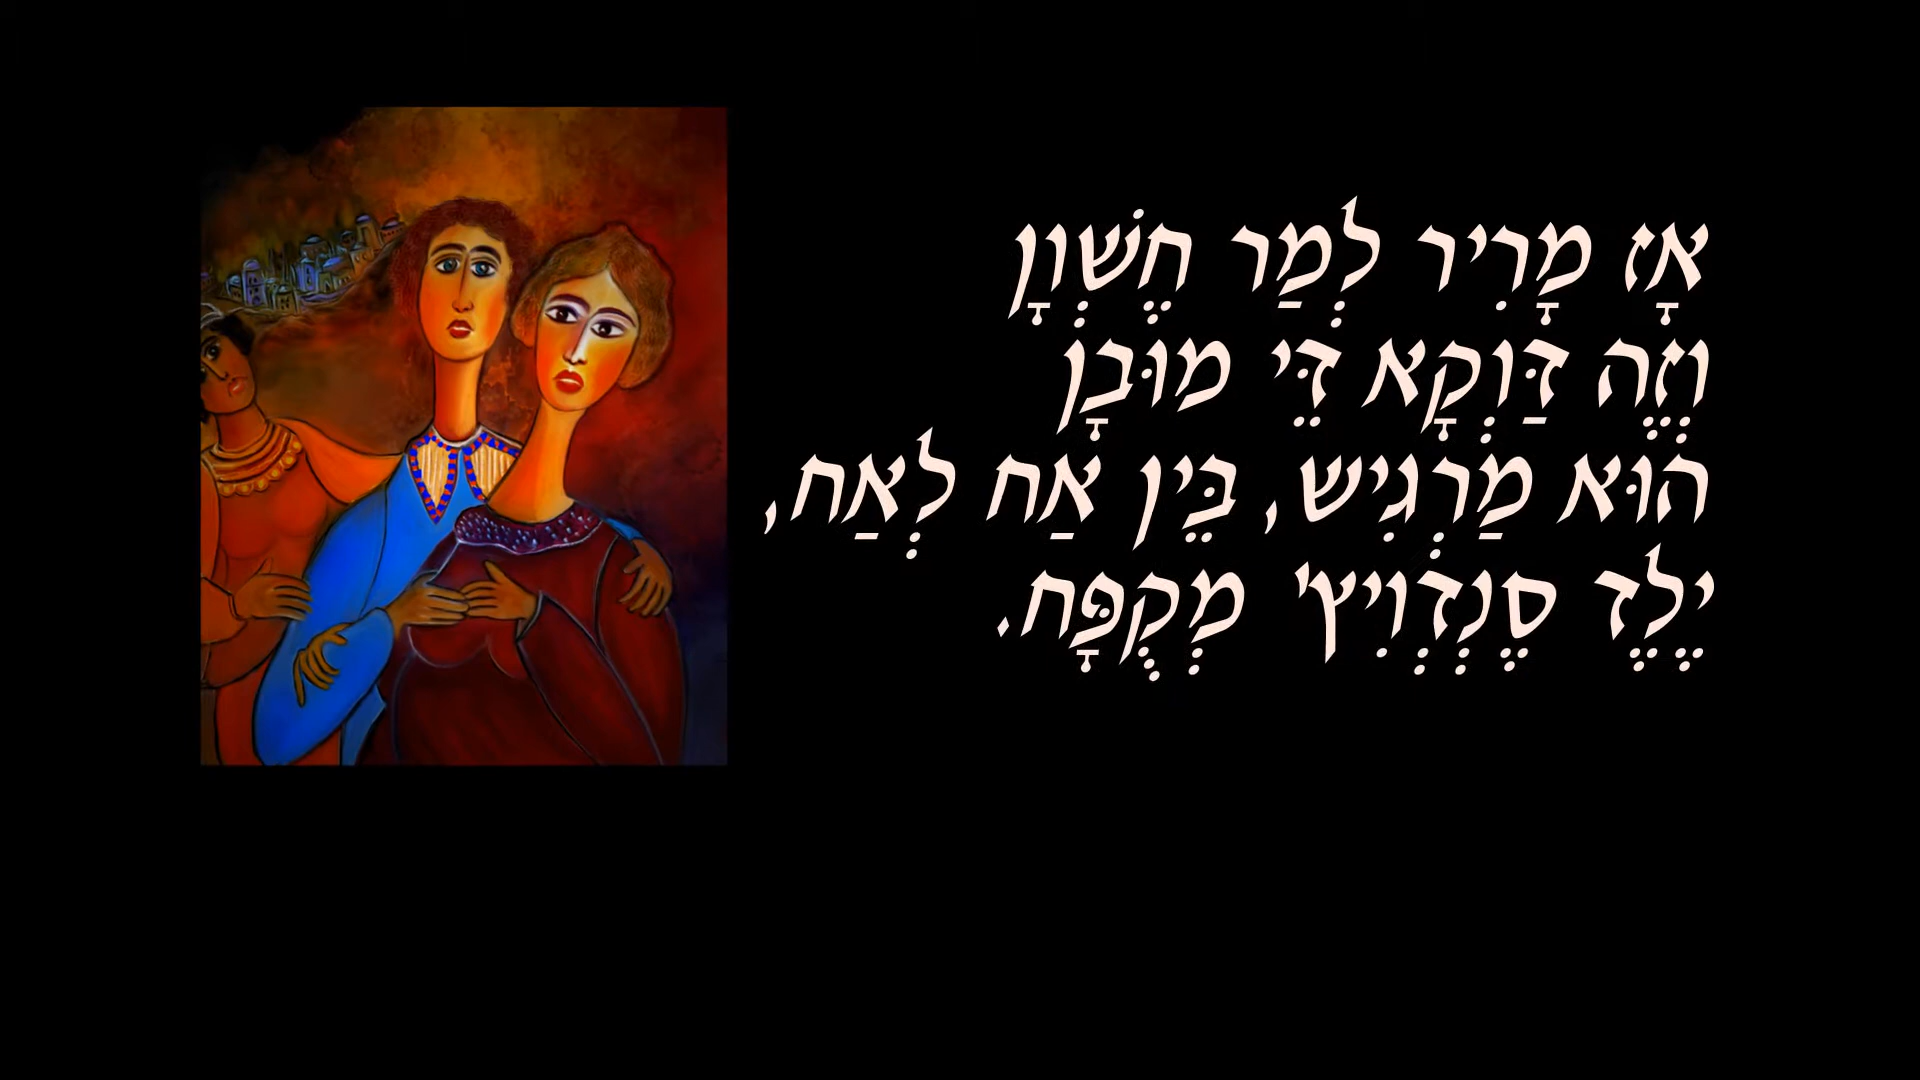 אָז מָרִיר לְמַר חֶשְׁוָן
וְזֶה דַּוְקָא דֵּי מוּבָן
הוּא מַרְגִּישׁ, בֵּין אַח לְאַח,
יֶלֶד סֶנְדְוִיץ' מְקֻפָּח.